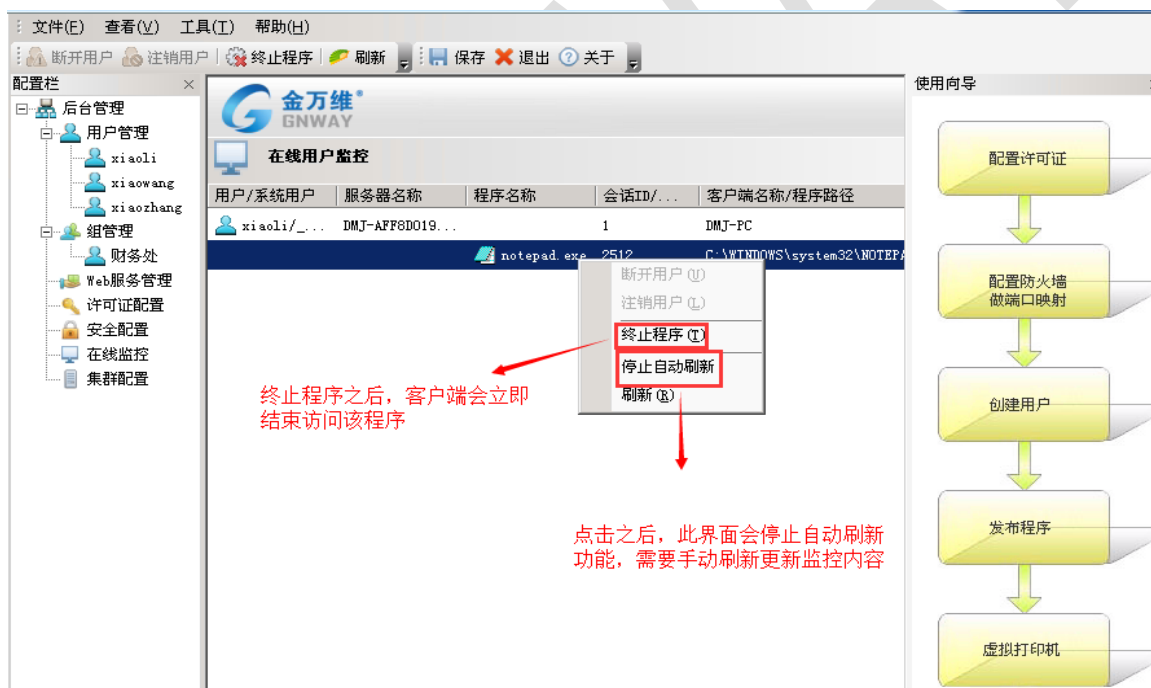 文件(F) 查看(V) 工具(T) 帮助(H)
断开用户 注销用户 终止程序 刷新 保存 退出 关于
配置栏
后台管理
用户管理
xiaoli
xiaowang
xiaozhang
组管理
财务处
Web服务管理
许可证配置
安全配置
在线监控
集群配置
金万维®
GNWAY
在线用户监控
用户/系统用户 服务器名称 程序名称 会话ID/... 客户端名称/程序路径
xiaoli/_... DMJ-AFF8D019... 1 DMJ-PC
notepad.exe 2512 C:\WINDOWS\system32\NOTEPA
断开用户(U)
注销用户(L)
终止程序(T)
停止自动刷新
刷新(R)
终止程序之后，客户端会立即
结束访问该程序
点击之后，此界面会停止自动刷新
功能，需要手动刷新更新监控内容
使用向导
配置许可证
配置防火墙
做端口映射
创建用户
发布程序
虚拟打印机